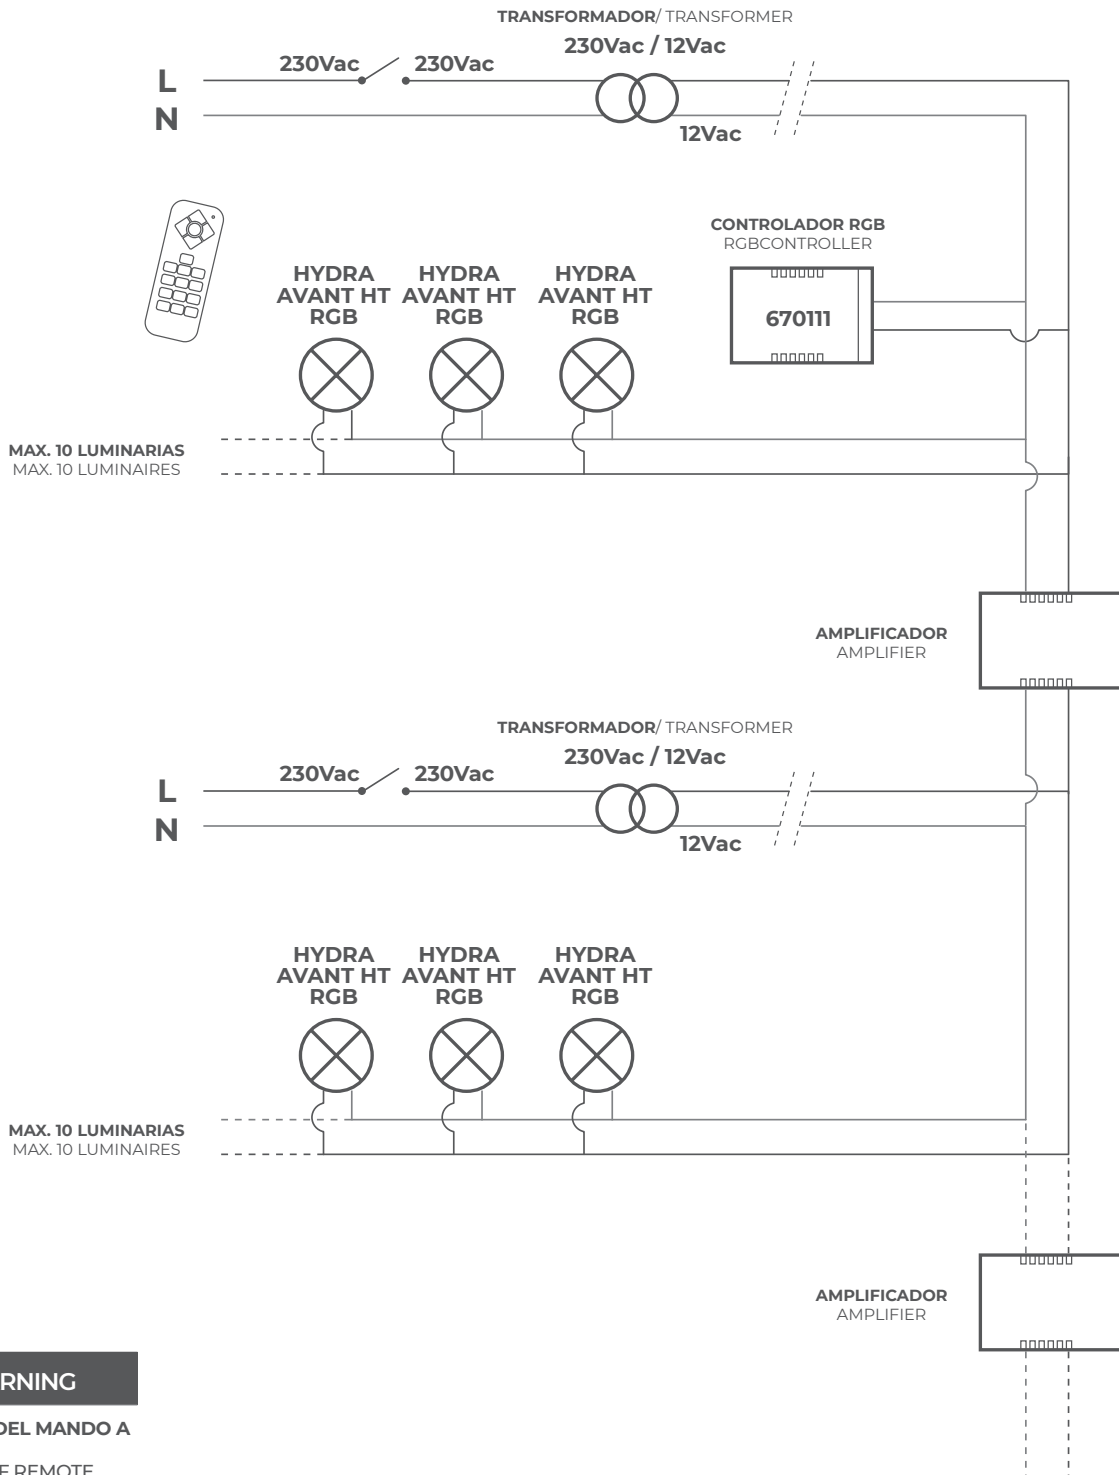 TRANSFORMADOR/ TRANSFORMER
230Vac / 12Vac
230Vac 230Vac
L
N
12Vac
CONTROLADOR RGB
RGBCONTROLLER
670111
HYDRA AVANT HT RGB
HYDRA AVANT HT RGB
HYDRA AVANT HT RGB
MAX. 10 LUMINARIAS
MAX. 10 LUMINAIRES
AMPLIFICADOR
AMPLIFIER
TRANSFORMADOR/ TRANSFORMER
230Vac / 12Vac
230Vac 230Vac
L
N
12Vac
HYDRA AVANT HT RGB
HYDRA AVANT HT RGB
HYDRA AVANT HT RGB
MAX. 10 LUMINARIAS
MAX. 10 LUMINAIRES
AMPLIFICADOR
AMPLIFIER
RNING
DEL MANDO A
REMOTE